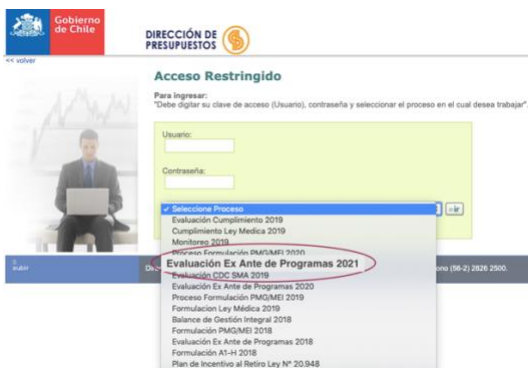 Gobierno
de Chile
DIRECCIÓN DE
PRESUPUESTOS
<< volver
Acceso Restringido
Para ingresar:
"Debe digitar su clave de acceso (Usuario), contraseña y seleccionar el proceso en el cual desea trabajar".
Usuario:
Contraseña:
✓ Seleccione Proceso
ir
Evaluación Cumplimiento 2019
Cumplimiento Ley Medica 2019
Monitoreo 2019
Proceso Formulación PMG/MEI 2020
Evaluación Ex Ante de Programas 2021
subir
ono (56-2) 2826 2500.
Evaluación CDC SMA 2019
Evaluación Ex Ante de Programas 2020
Proceso Formulación PMG/MEI 2019
Formulacion Ley Médica 2019
Balance de Gestión Integral 2018
Formulación PMG/MEI 2018
Evaluación Ex Ante de Programas 2018
Formulación A1-H 2018
Plan de Incentivo al Retiro Ley N° 20.948